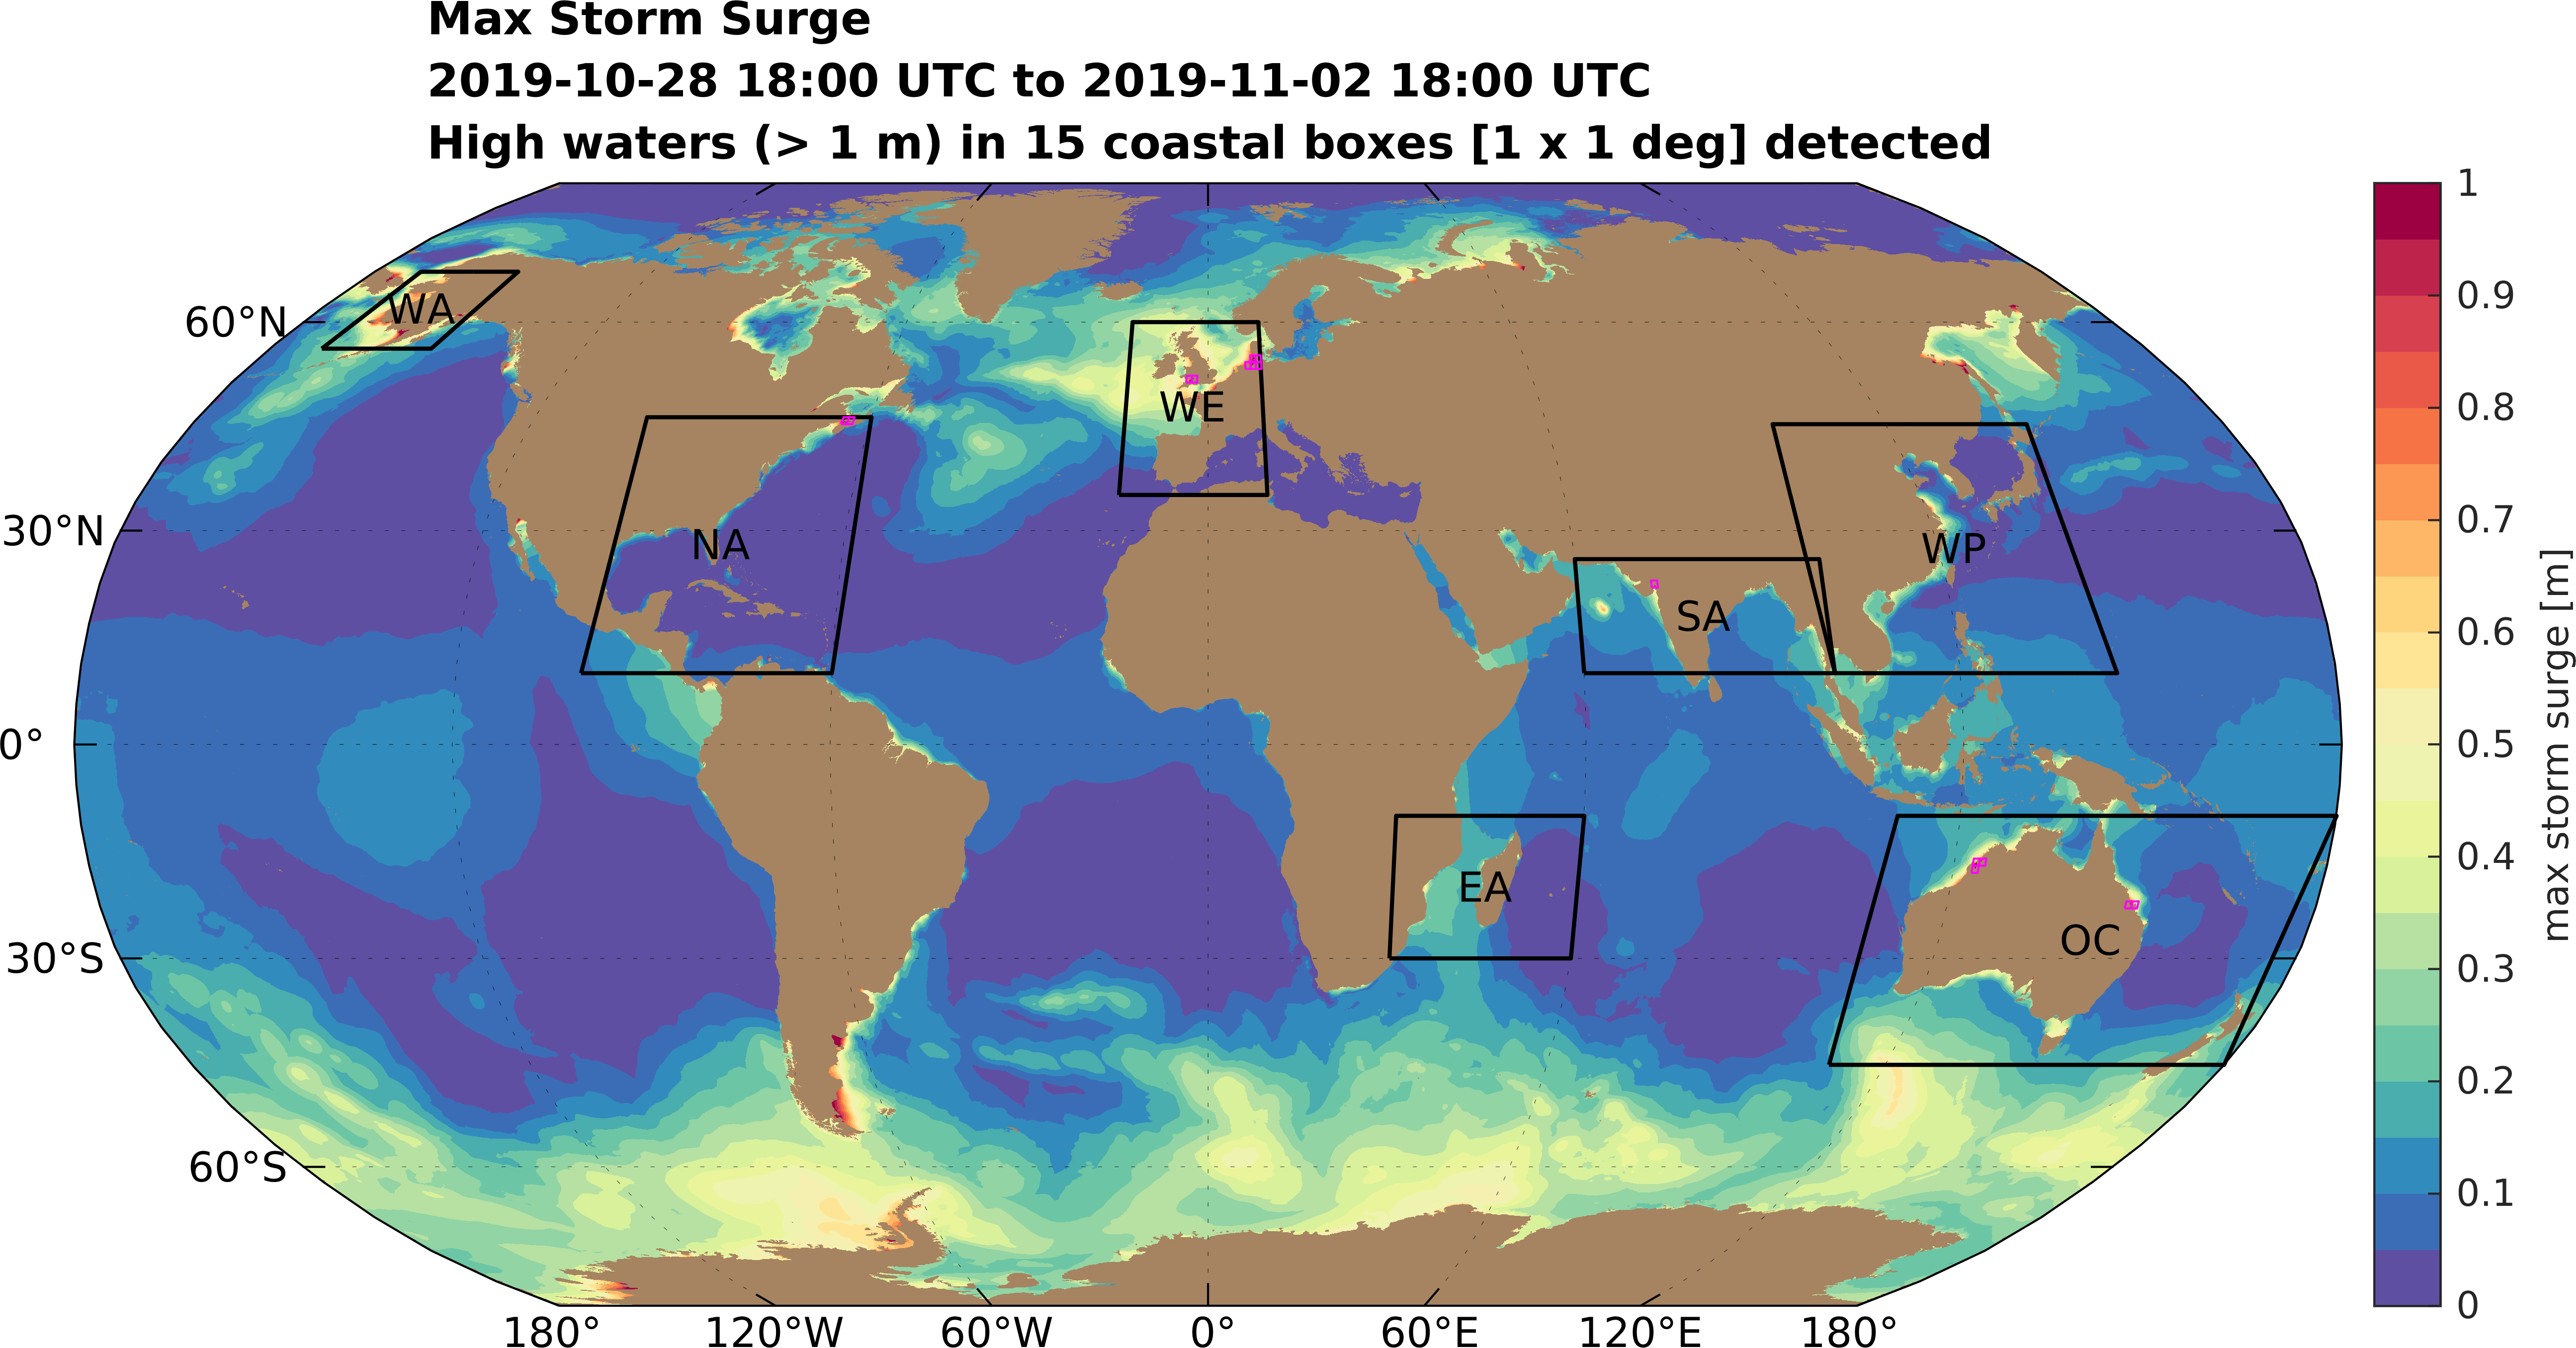 Max Storm Surge
2019-10-28 18:00 UTC to 2019-11-02 18:00 UTC
High waters (> 1 m) in 15 coastal boxes [1 x 1 deg] detected
60°N
30°N
0°
30°S
60°S
WA
NA
WE
SA
WP
EA
OC
180°
120°W
60°W
0°
60°E
120°E
180°
1
0.9
0.8
0.7
0.6
0.5
0.4
0.3
0.2
0.1
0
max storm surge [m]